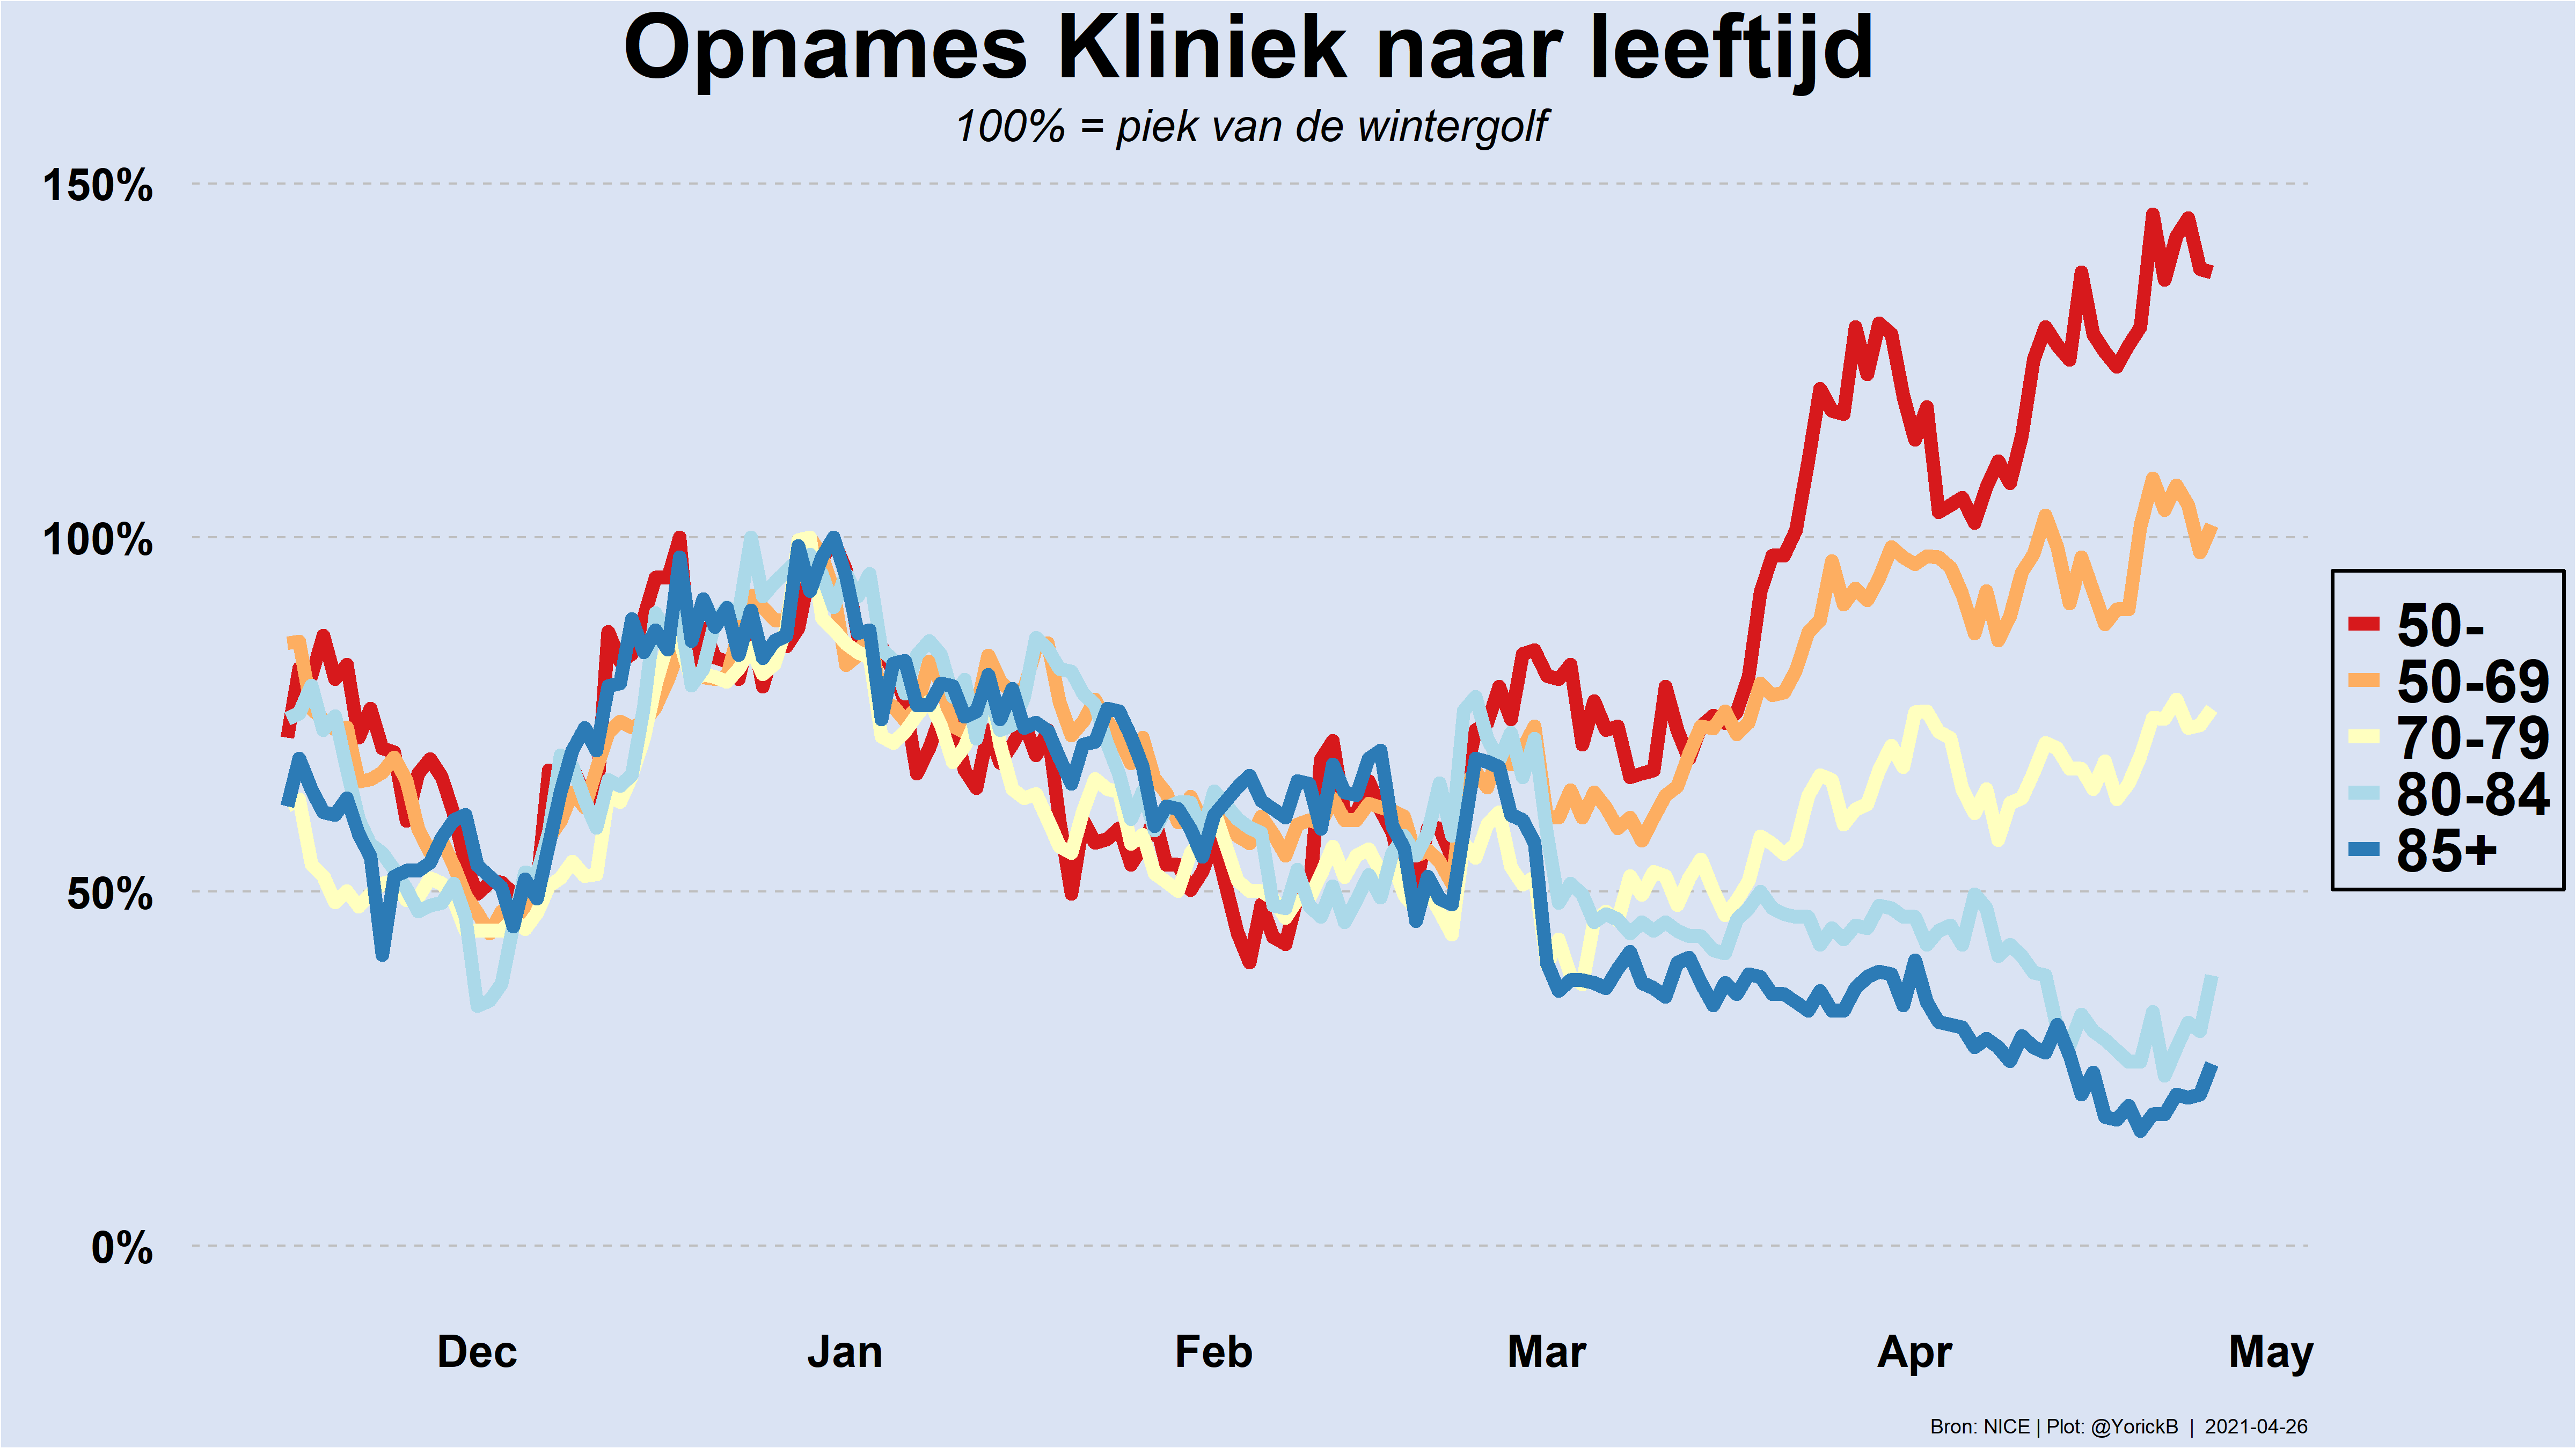 Opnames Kliniek naar leeftijd
100% = piek van de wintergolf
150%
100%
50%
0%
Dec Jan Feb Mar Apr May
50-
50-69
70-79
80-84
85+
Bron: NICE | Plot: @YorickB | 2021-04-26